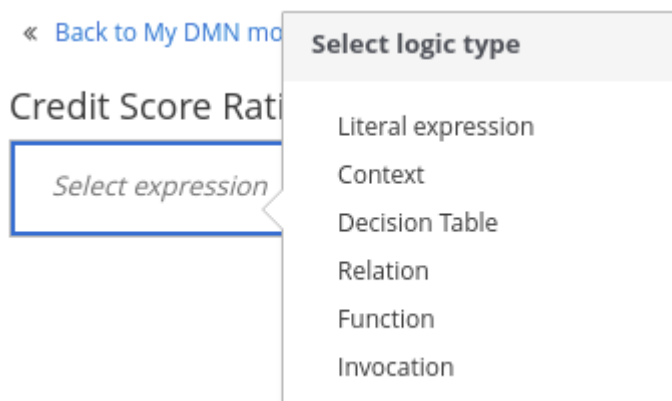 « Back to My DMN mo
Select logic type
Credit Score Rati
Literal expression
Select expression
Context
Decision Table
Relation
Function
Invocation